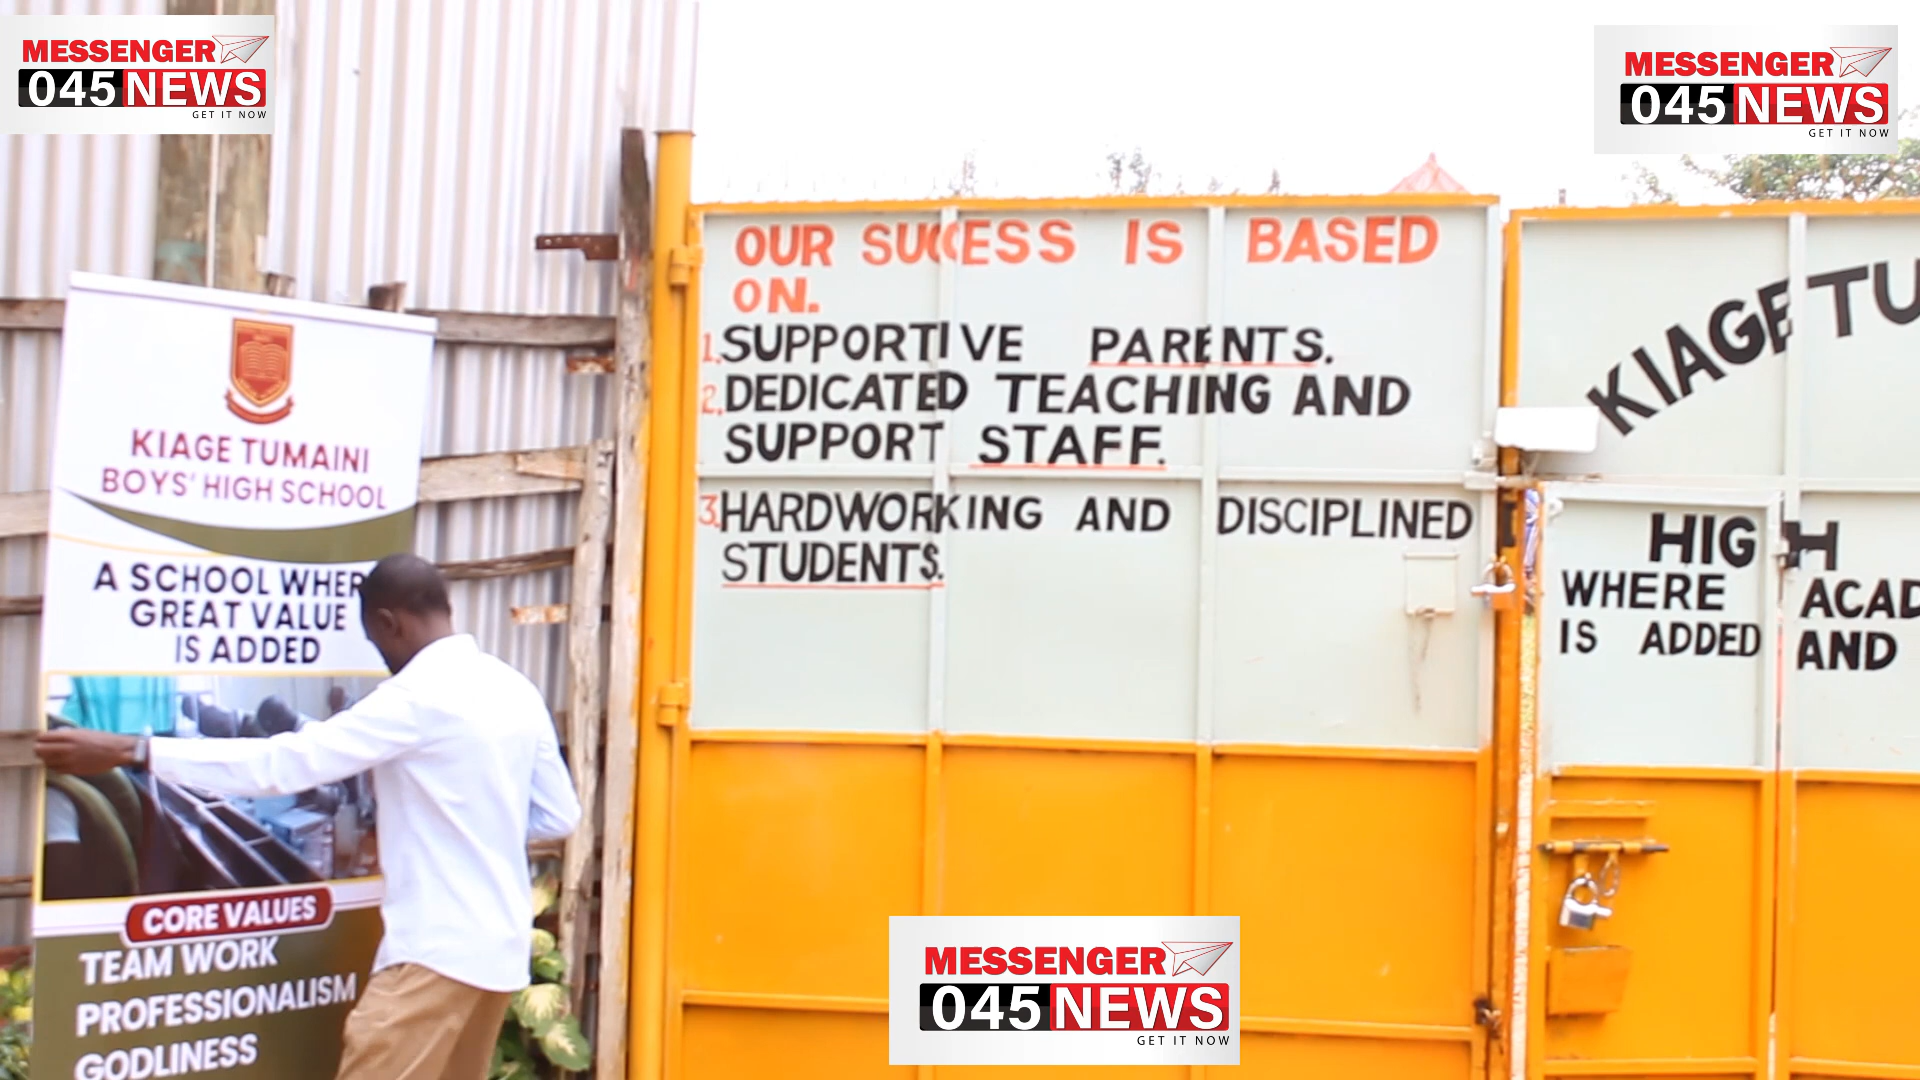 MESSENGER
045 NEWS
GET IT NOW
MESSENGER
045 NEWS
GET IT NOW
KIAGE TUMAINI
BOYS' HIGH SCHOOL
A SCHOOL WHER
GREAT VALUE
IS ADDED
CORE VALUES
TEAM WORK
PROFESSIONALISM
GODLINESS
OUR SUCCESS IS BASED
ON.
1.SUPPORTIVE PARENTS.
2.DEDICATED TEACHING AND
SUPPORT STAFF.
3.HARDWORKING AND DISCIPLINED
STUDENTS.
KIAGE TU
HIGH
WHERE ACAD
IS ADDED AND
MESSENGER
045 NEWS
GET IT NOW